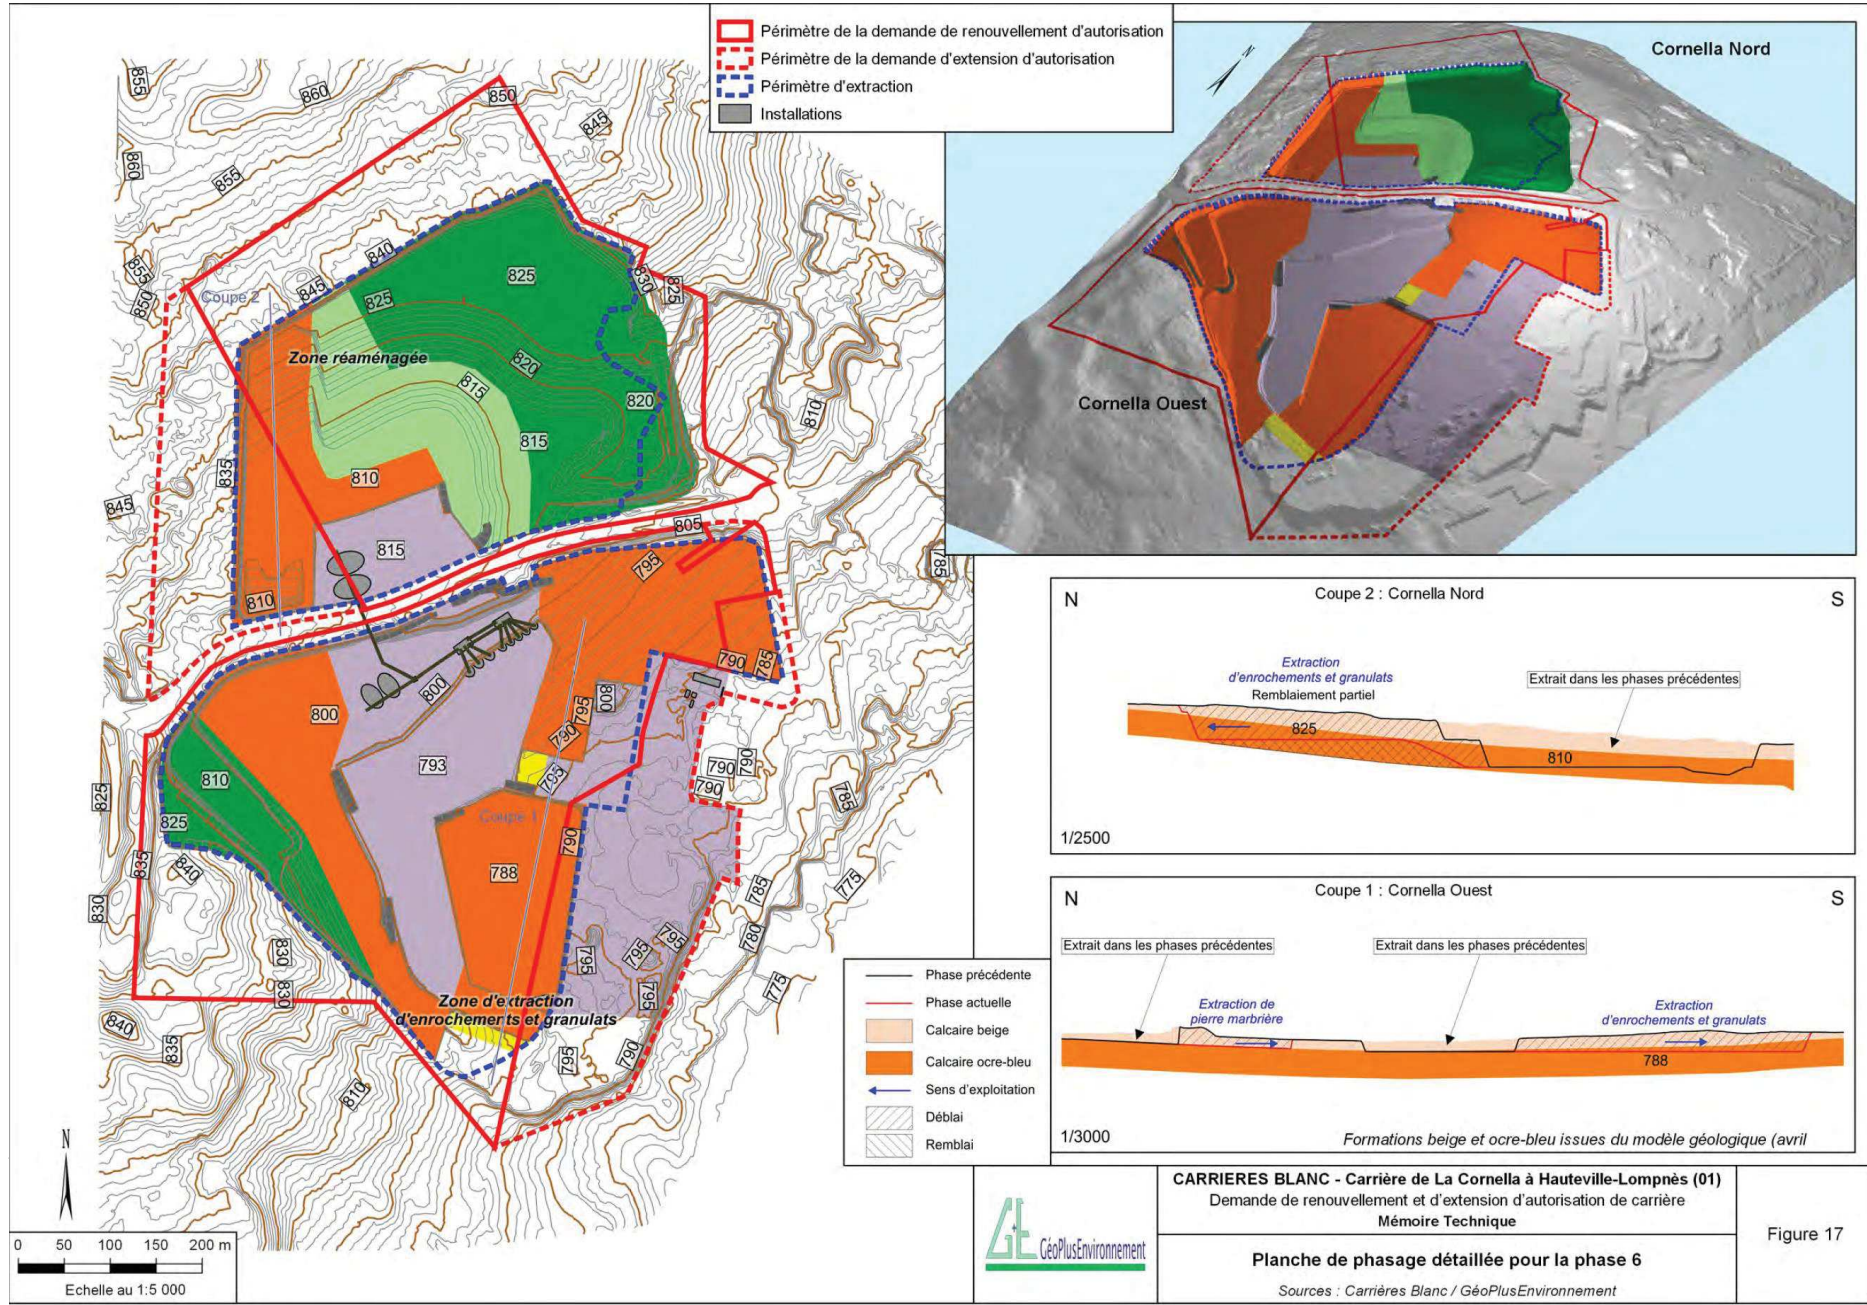 Périmètre de la demande de renouvellement d'autorisation
Périmètre de la demande d'extension d'autorisation
Périmètre d'extraction
Installations
Cornella Nord
Cornella Ouest
855
860
850
845
860
855
840
855
850
845
830
825
825
825
Coupe 2
Zone réaménagée
820
815
820
810
815
835
810
845
815
805
795
785
810
790
785
800
800
800
795
790
793
795
790
790
790
785
810
825
825
Coupe 1
790
835
840
788
785
775
830
830
830
780
795
795
795
795
775
Zone d'extraction
d'enrochements et granulats
840
835
795
790
810
N
0 50 100 150 200 m
Echelle au 1:5 000
N
Coupe 2 : Cornella Nord
S
Extraction
d'enrochements et granulats
Remblaiement partiel
Extrait dans les phases précédentes
825
810
1/2500
N
Coupe 1 : Cornella Ouest
S
Extrait dans les phases précédentes
Extrait dans les phases précédentes
Extraction de
pierre marbrière
Extraction
d'enrochements et granulats
788
1/3000
Formations beige et ocre-bleu issues du modèle géologique (avril
Phase précédente
Phase actuelle
Calcaire beige
Calcaire ocre-bleu
Sens d'exploitation
Déblai
Remblai
GéoPlusEnvironnement
CARRIERES BLANC - Carrière de La Cornella à Hauteville-Lompnès (01)
Demande de renouvellement et d'extension d'autorisation de carrière
Mémoire Technique
Planche de phasage détaillée pour la phase 6
Sources : Carrières Blanc / GéoPlusEnvironnement
Figure 17